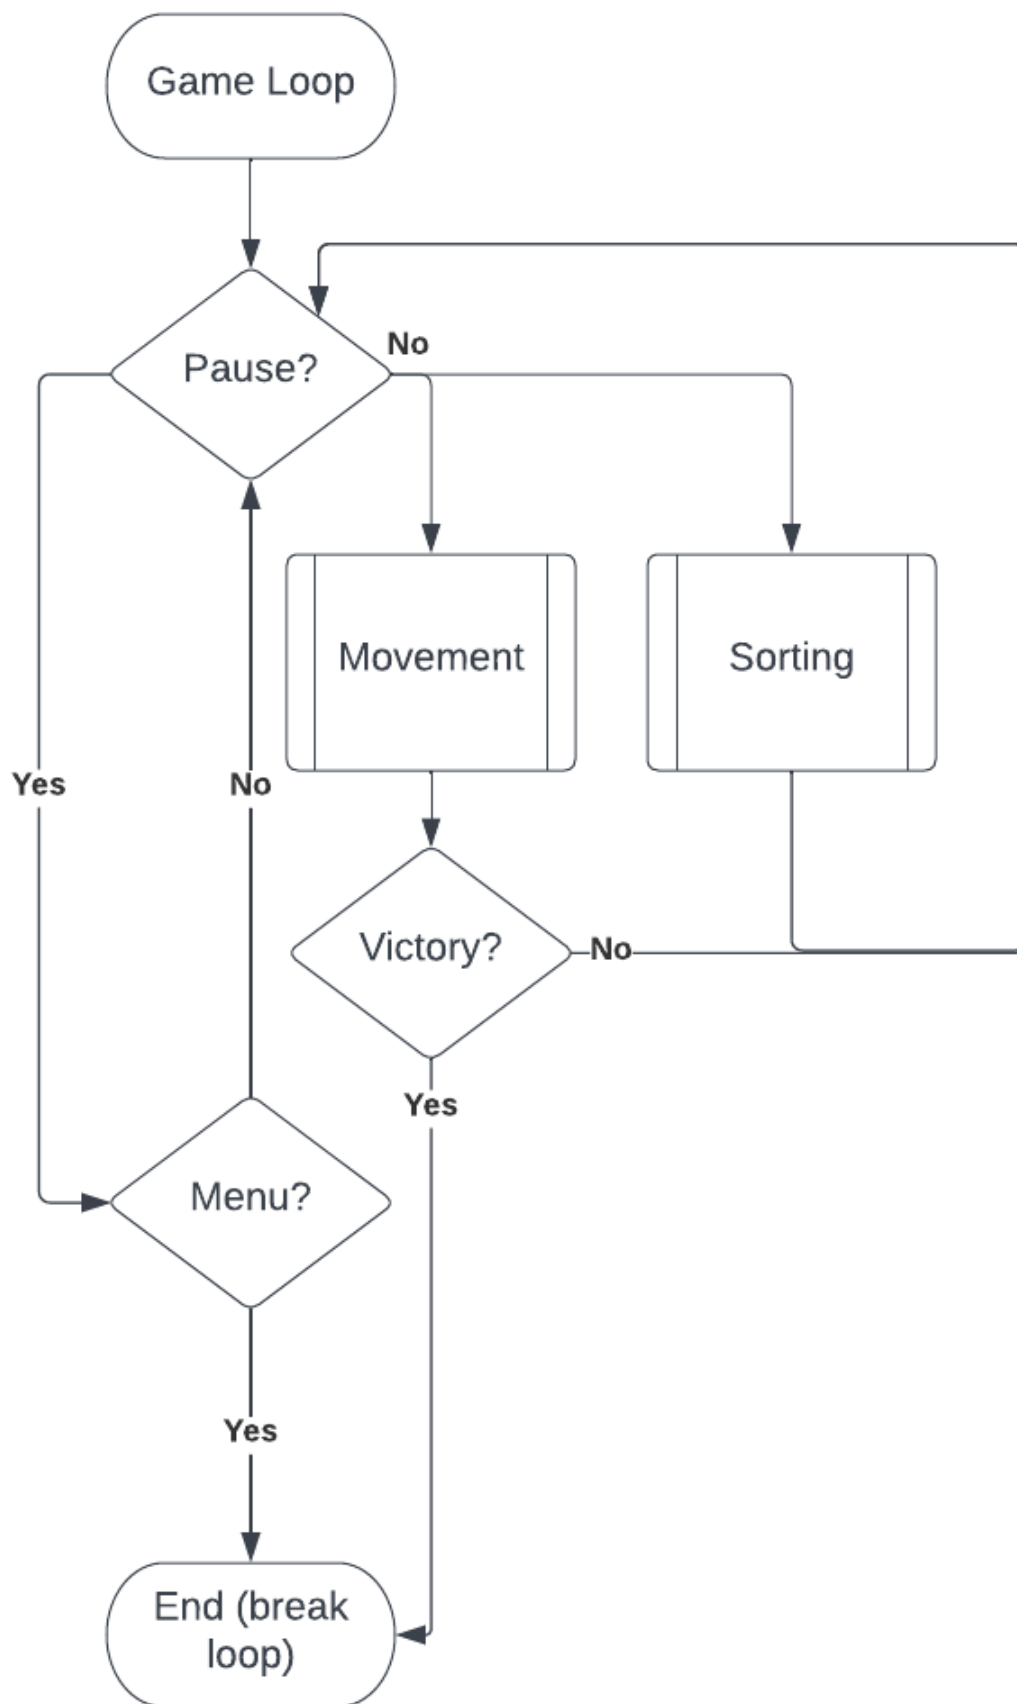 Game Loop
Pause?
No
Movement
Sorting
Yes
No
Victory?
No
Yes
Menu?
Yes
End (break
loop)